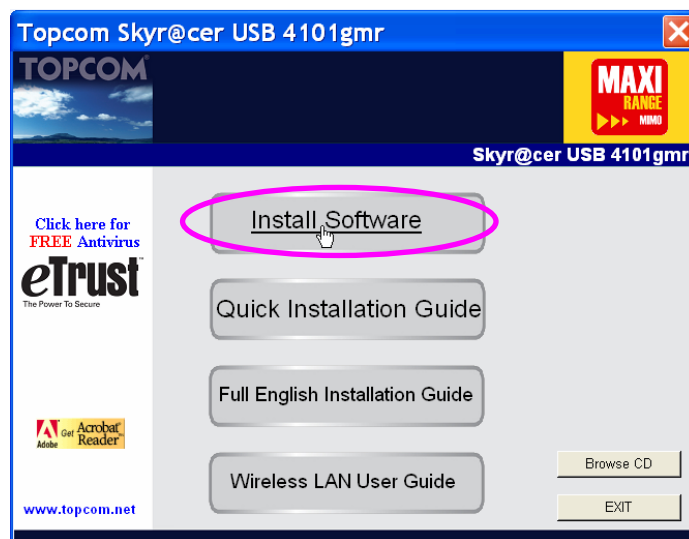 Topcom Skyr@cer USB 4101gmr
TOPCOM
MAXI
RANGE
MIMO
Skyr@cer USB 4101gmr
Click here for
FREE Antivirus
eTrust
The Power To Secure
Install Software
Quick Installation Guide
Full English Installation Guide
Wireless LAN User Guide
Adobe
Get Acrobat
Reader
www.topcom.net
Browse CD
EXIT